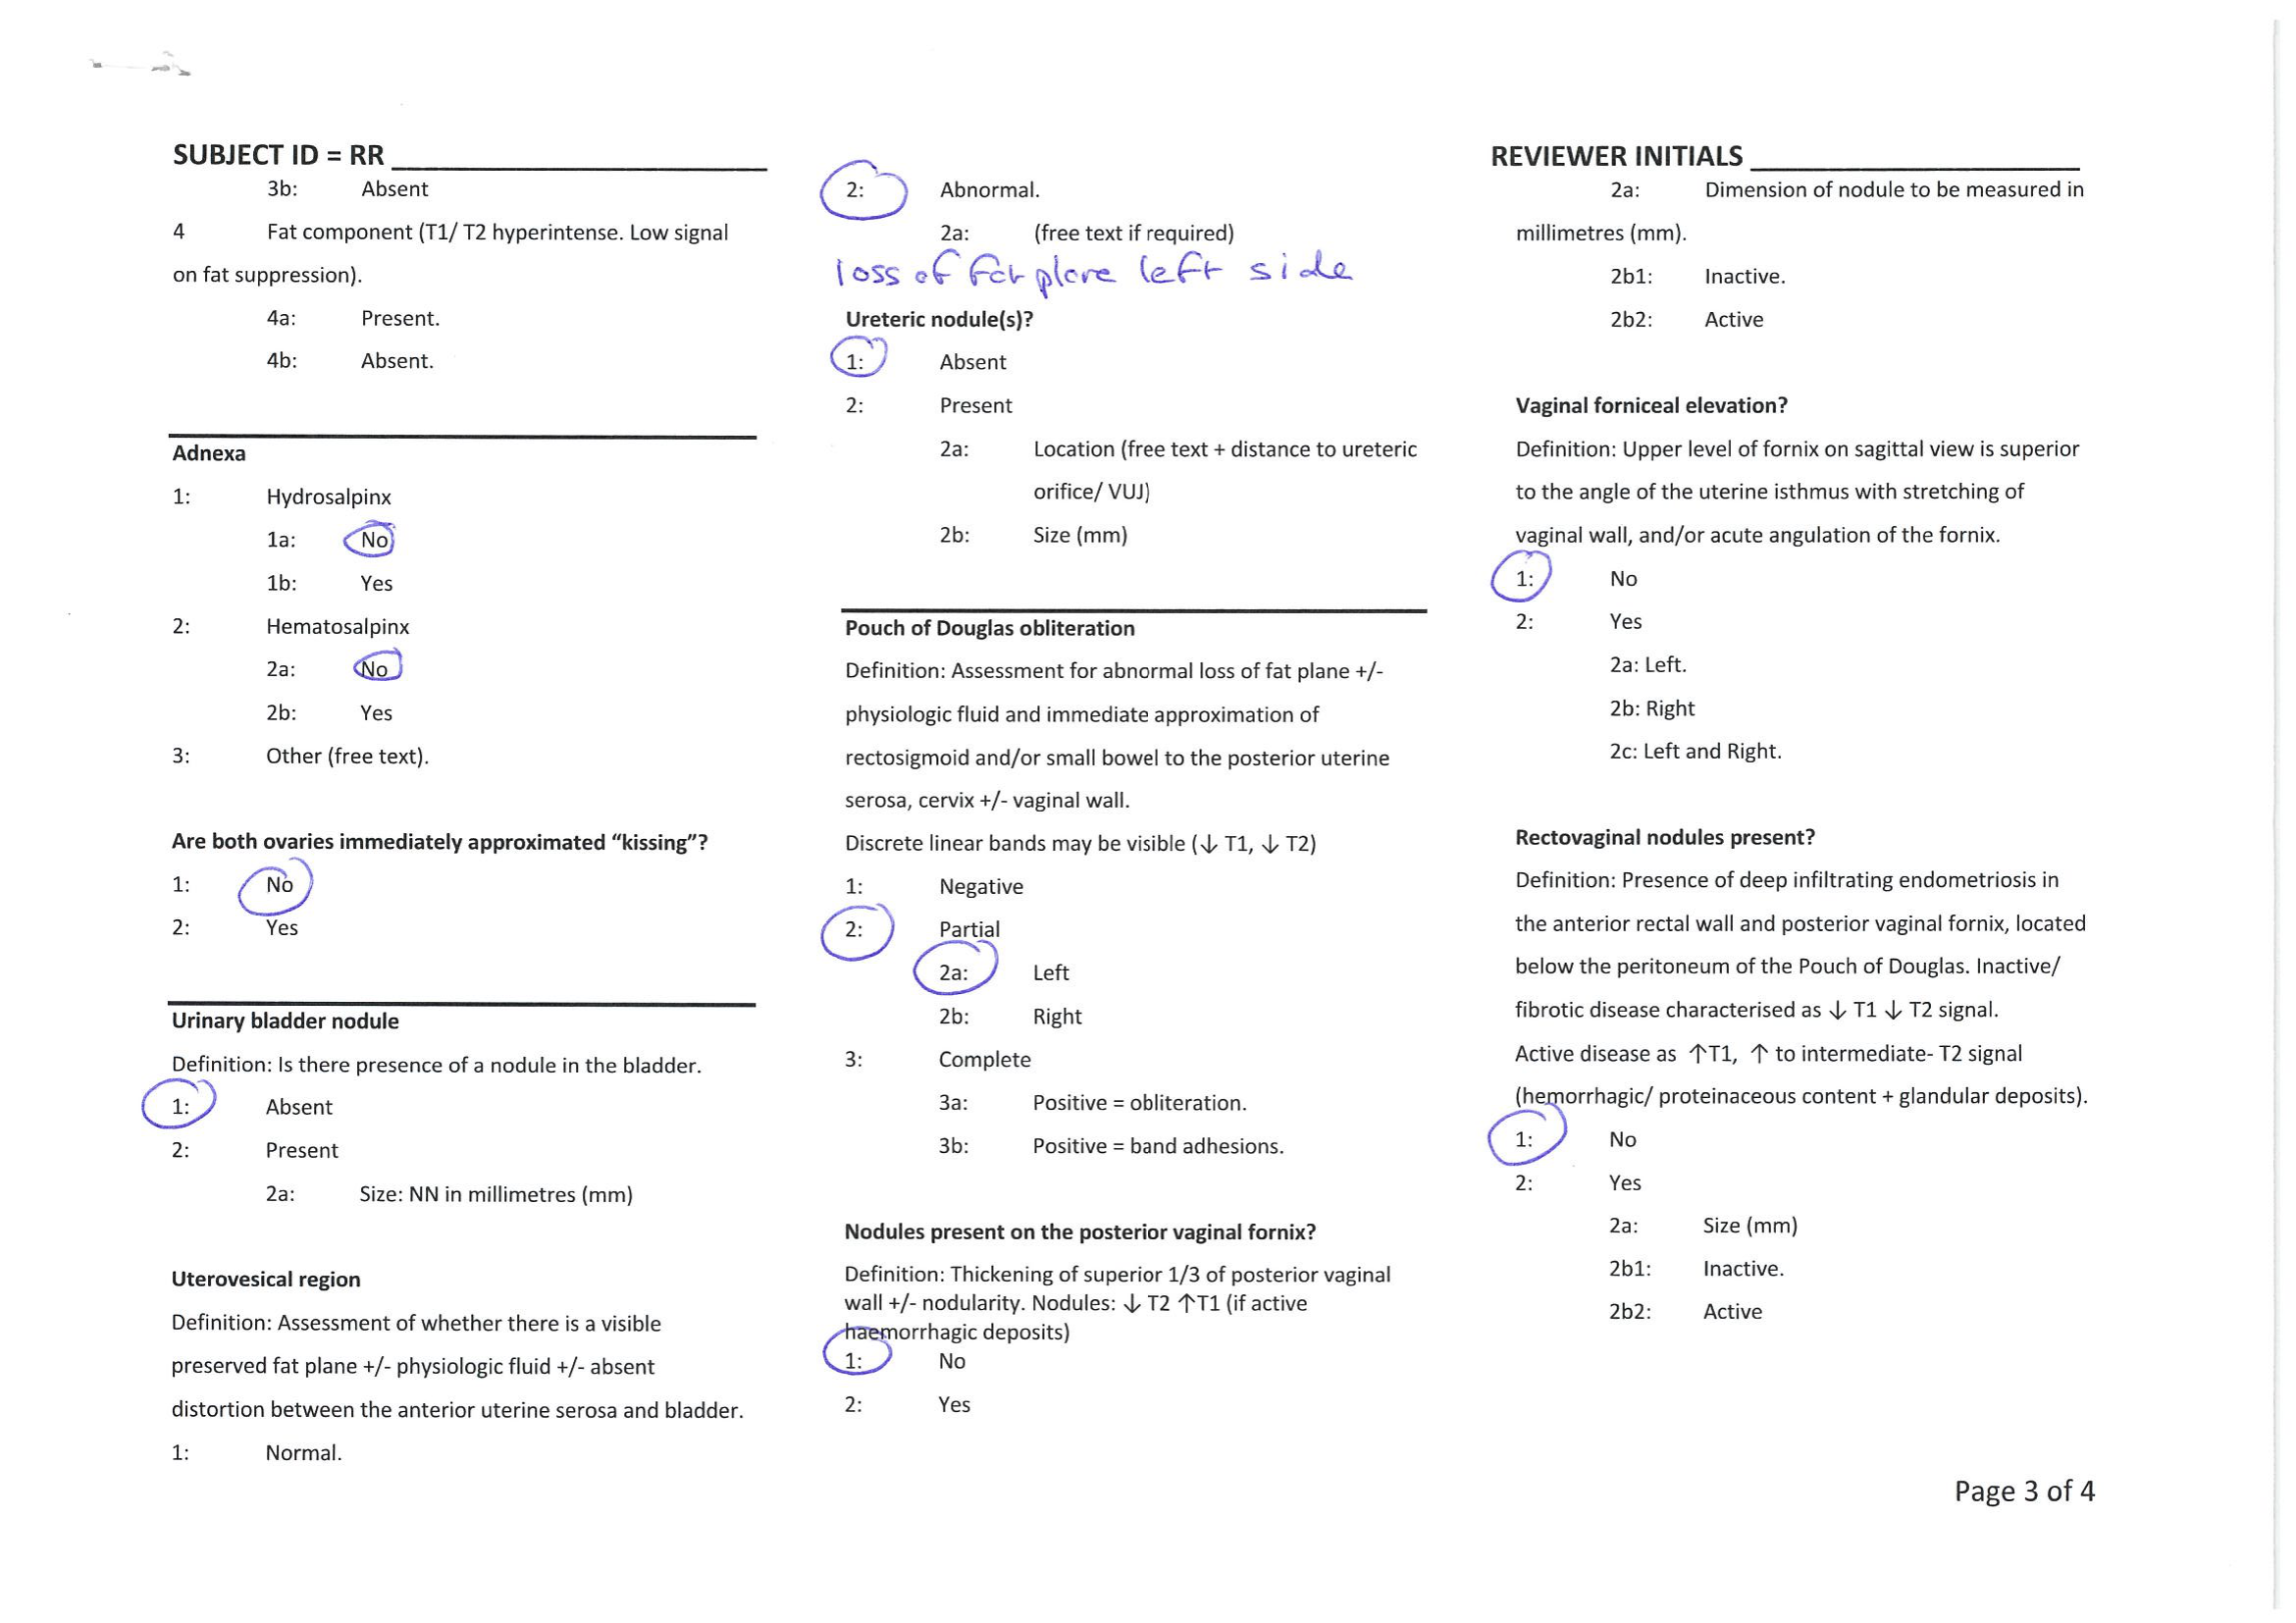 SUBJECT ID = RR
3b: Absent
4 Fat component (T1/ T2 hyperintense. Low signal
on fat suppression).
4a: Present.
4b: Absent.
Adnexa
1: Hydrosalpinx
1a: No
1b: Yes
2: Hematosalpinx
2a: No
2b: Yes
3: Other (free text).
Are both ovaries immediately approximated “kissing”?
1: No
2: Yes
Urinary bladder nodule
Definition: Is there presence of a nodule in the bladder.
1: Absent
2: Present
2a: Size: NN in millimetres (mm)
Uterovesical region
Definition: Assessment of whether there is a visible
preserved fat plane +/- physiologic fluid +/- absent
distortion between the anterior uterine serosa and bladder.
1: Normal.
2: Abnormal.
2a: (free text if required)
loss of fat plane left side
Ureteric nodule(s)?
1: Absent
2: Present
2a: Location (free text + distance to ureteric
orifice/ VUJ)
2b: Size (mm)
Pouch of Douglas obliteration
Definition: Assessment for abnormal loss of fat plane +/-
physiologic fluid and immediate approximation of
rectosigmoid and/or small bowel to the posterior uterine
serosa, cervix +/- vaginal wall.
Discrete linear bands may be visible (↓ T1, ↓ T2)
1: Negative
2: Partial
2a: Left
2b: Right
3: Complete
3a: Positive = obliteration.
3b: Positive = band adhesions.
Nodules present on the posterior vaginal fornix?
Definition: Thickening of superior 1/3 of posterior vaginal
wall +/- nodularity. Nodules: ↓ T2 ↑T1 (if active
haemorrhagic deposits)
1: No
2: Yes
REVIEWER INITIALS
2a: Dimension of nodule to be measured in
millimetres (mm).
2b1: Inactive.
2b2: Active
Vaginal forniceal elevation?
Definition: Upper level of fornix on sagittal view is superior
to the angle of the uterine isthmus with stretching of
vaginal wall, and/or acute angulation of the fornix.
1: No
2: Yes
2a: Left.
2b: Right
2c: Left and Right.
Rectovaginal nodules present?
Definition: Presence of deep infiltrating endometriosis in
the anterior rectal wall and posterior vaginal fornix, located
below the peritoneum of the Pouch of Douglas. Inactive/
fibrotic disease characterised as ↓ T1 ↓ T2 signal.
Active disease as ↑T1, ↑ to intermediate- T2 signal
(hemorrhagic/ proteinaceous content + glandular deposits).
1: No
2: Yes
2a: Size (mm)
2b1: Inactive.
2b2: Active
Page 3 of 4